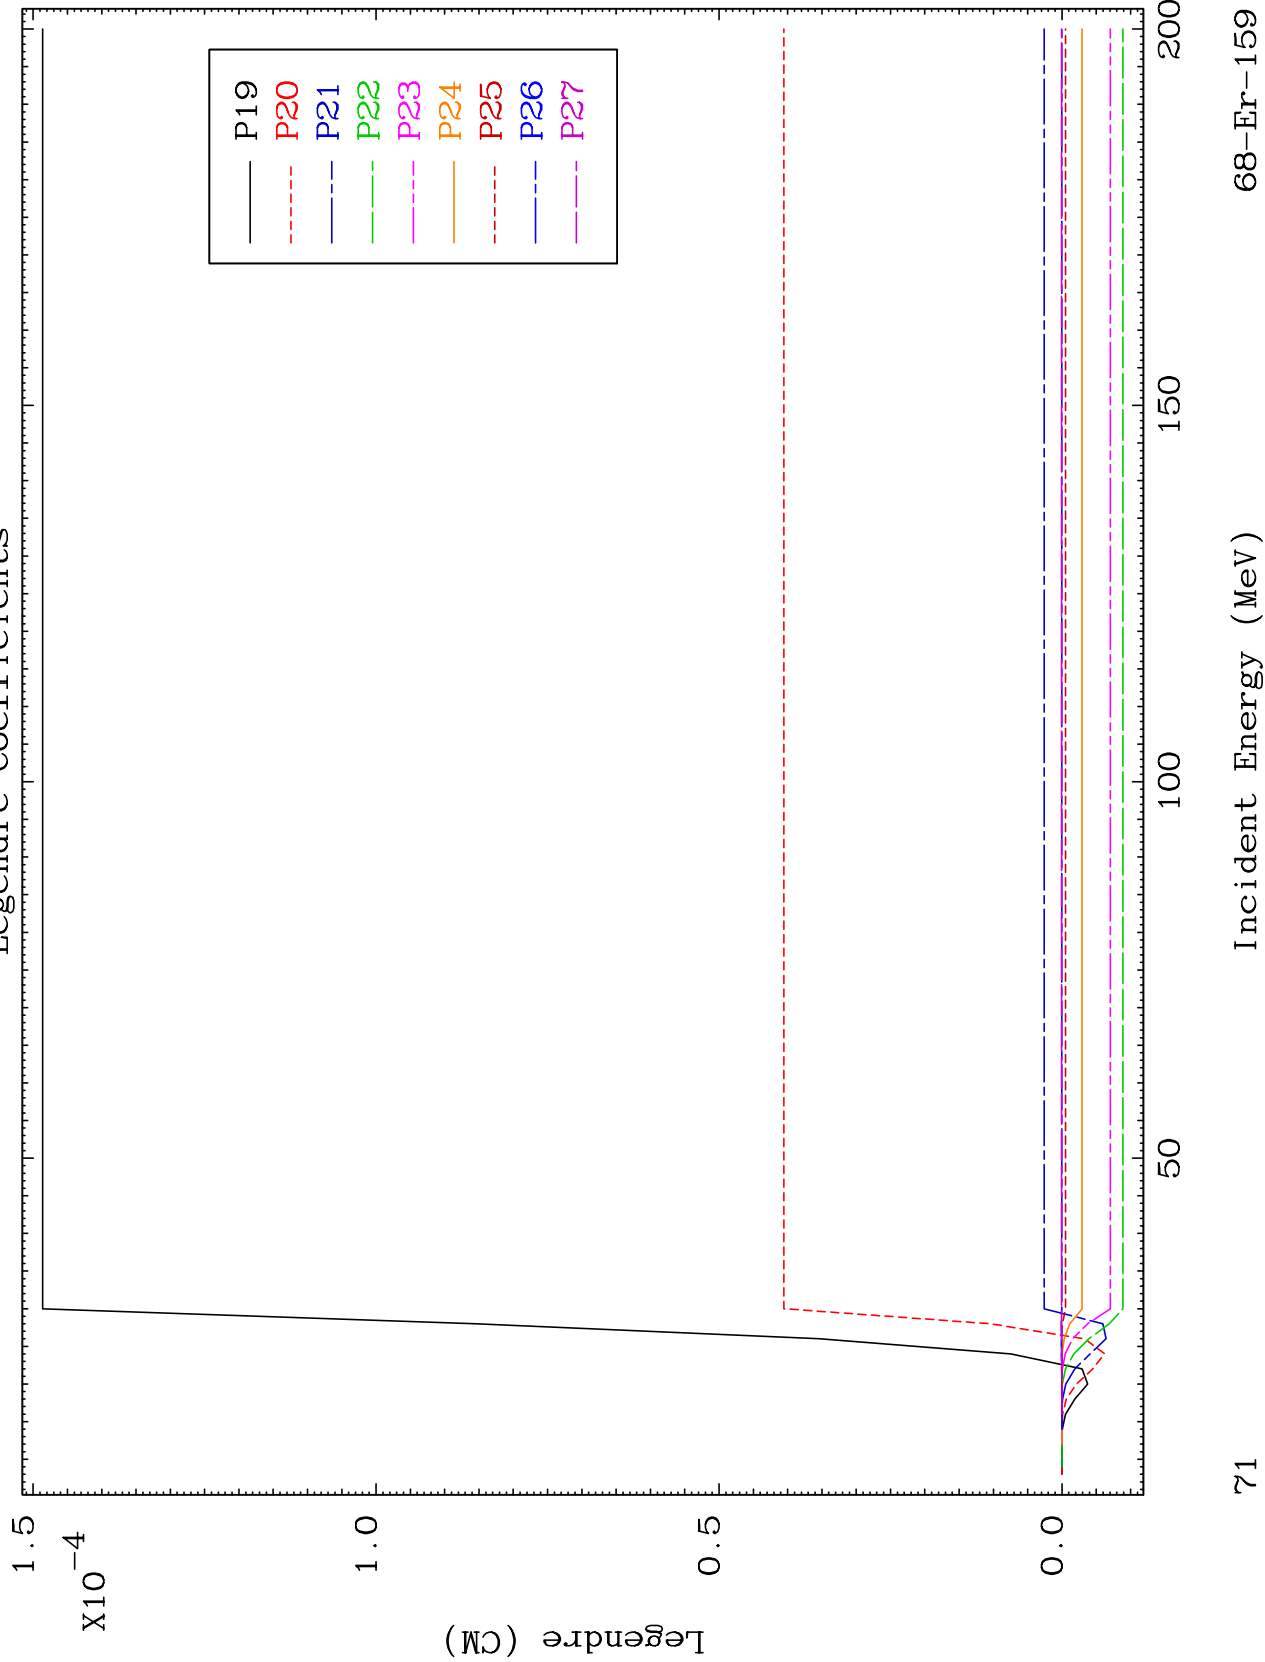 Legendre Coefficients
1.5
X10-4
1.0
0.5
0.0
Legendre (CM)
P19
P20
P21
P22
P23
P24
P25
P26
P27
50
100
150
200
Incident Energy (MeV)
71
68-Er-159